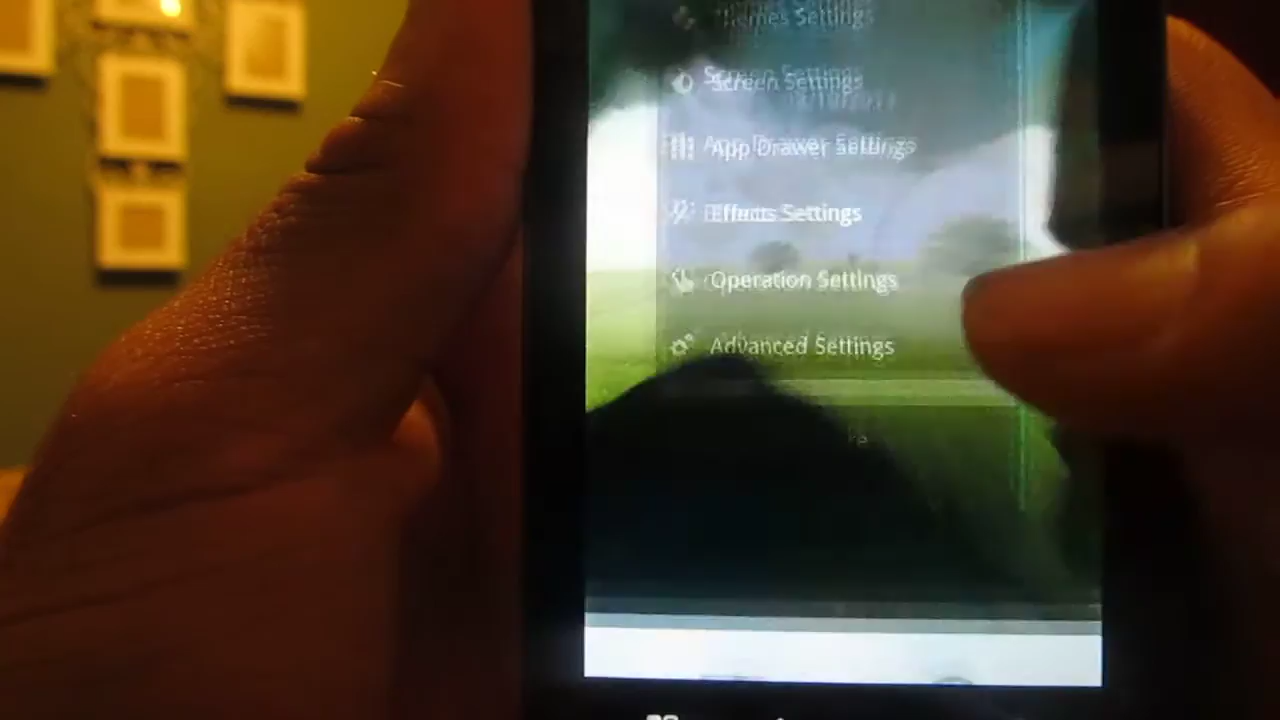 Themes Settings
Screen Settings
App Drawer Settings
Effects Settings
Operation Settings
Advanced Settings